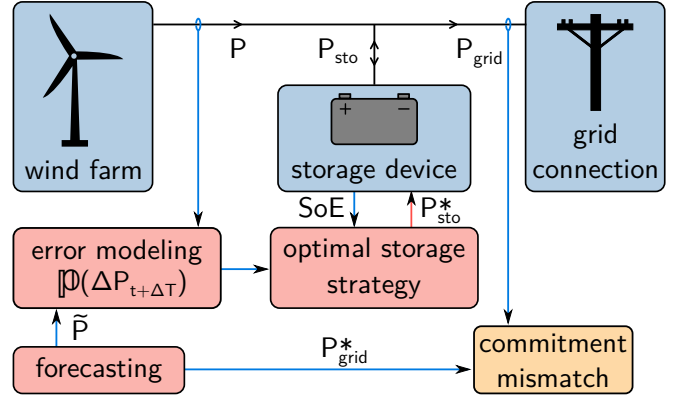 P
P_sto
P_grid
+
−
wind farm
storage device
grid
connection
SoE
P*_sto
error modeling
ℙ(ΔP_t+ΔT)
optimal storage
strategy
P̃
forecasting
P*_grid
commitment
mismatch